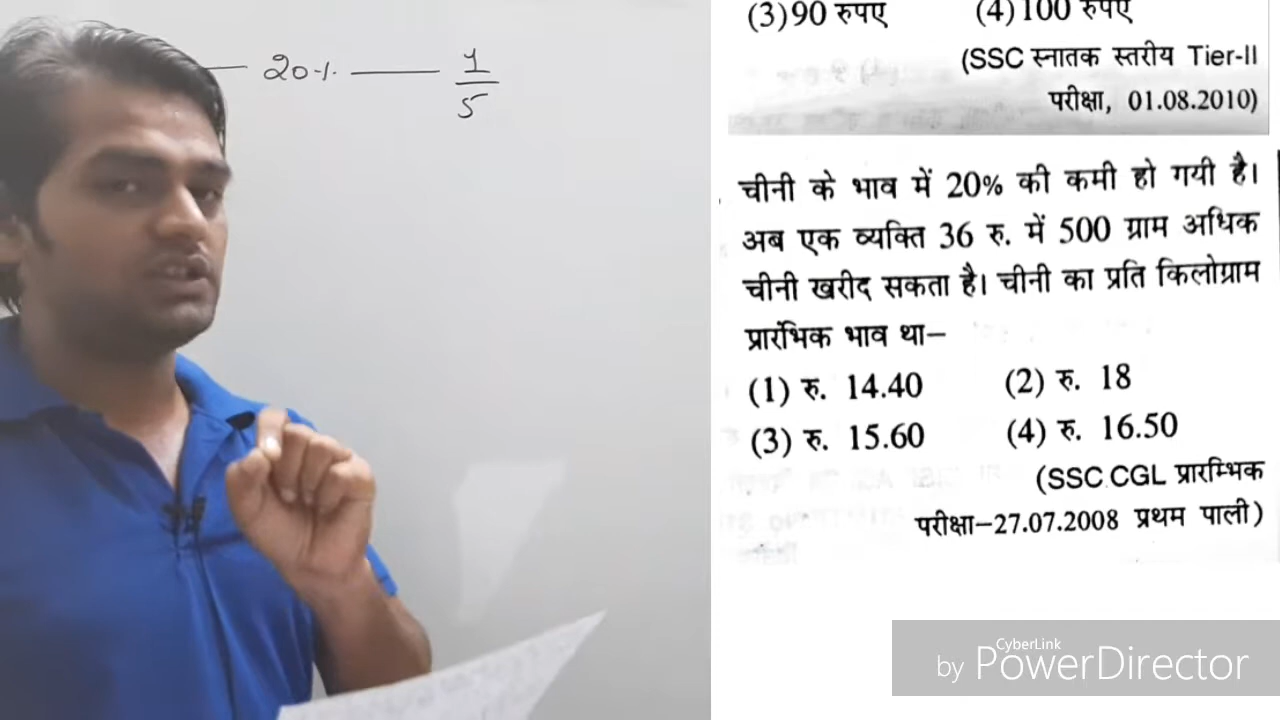 20%
1
5
(3) 90 रुपए (4) 100 रुपए
(SSC स्नातक स्तरीय Tier-II
परीक्षा, 01.08.2010)
चीनी के भाव में 20% की कमी हो गयी है।
अब एक व्यक्ति 36 रु. में 500 ग्राम अधिक
चीनी खरीद सकता है। चीनी का प्रति किलोग्राम
प्रारंभिक भाव था–
(1) रु. 14.40 (2) रु. 18
(3) रु. 15.60 (4) रु. 16.50
(SSC CGL प्रारम्भिक
परीक्षा–27.07.2008 प्रथम पाली)
CyberLink
by PowerDirector